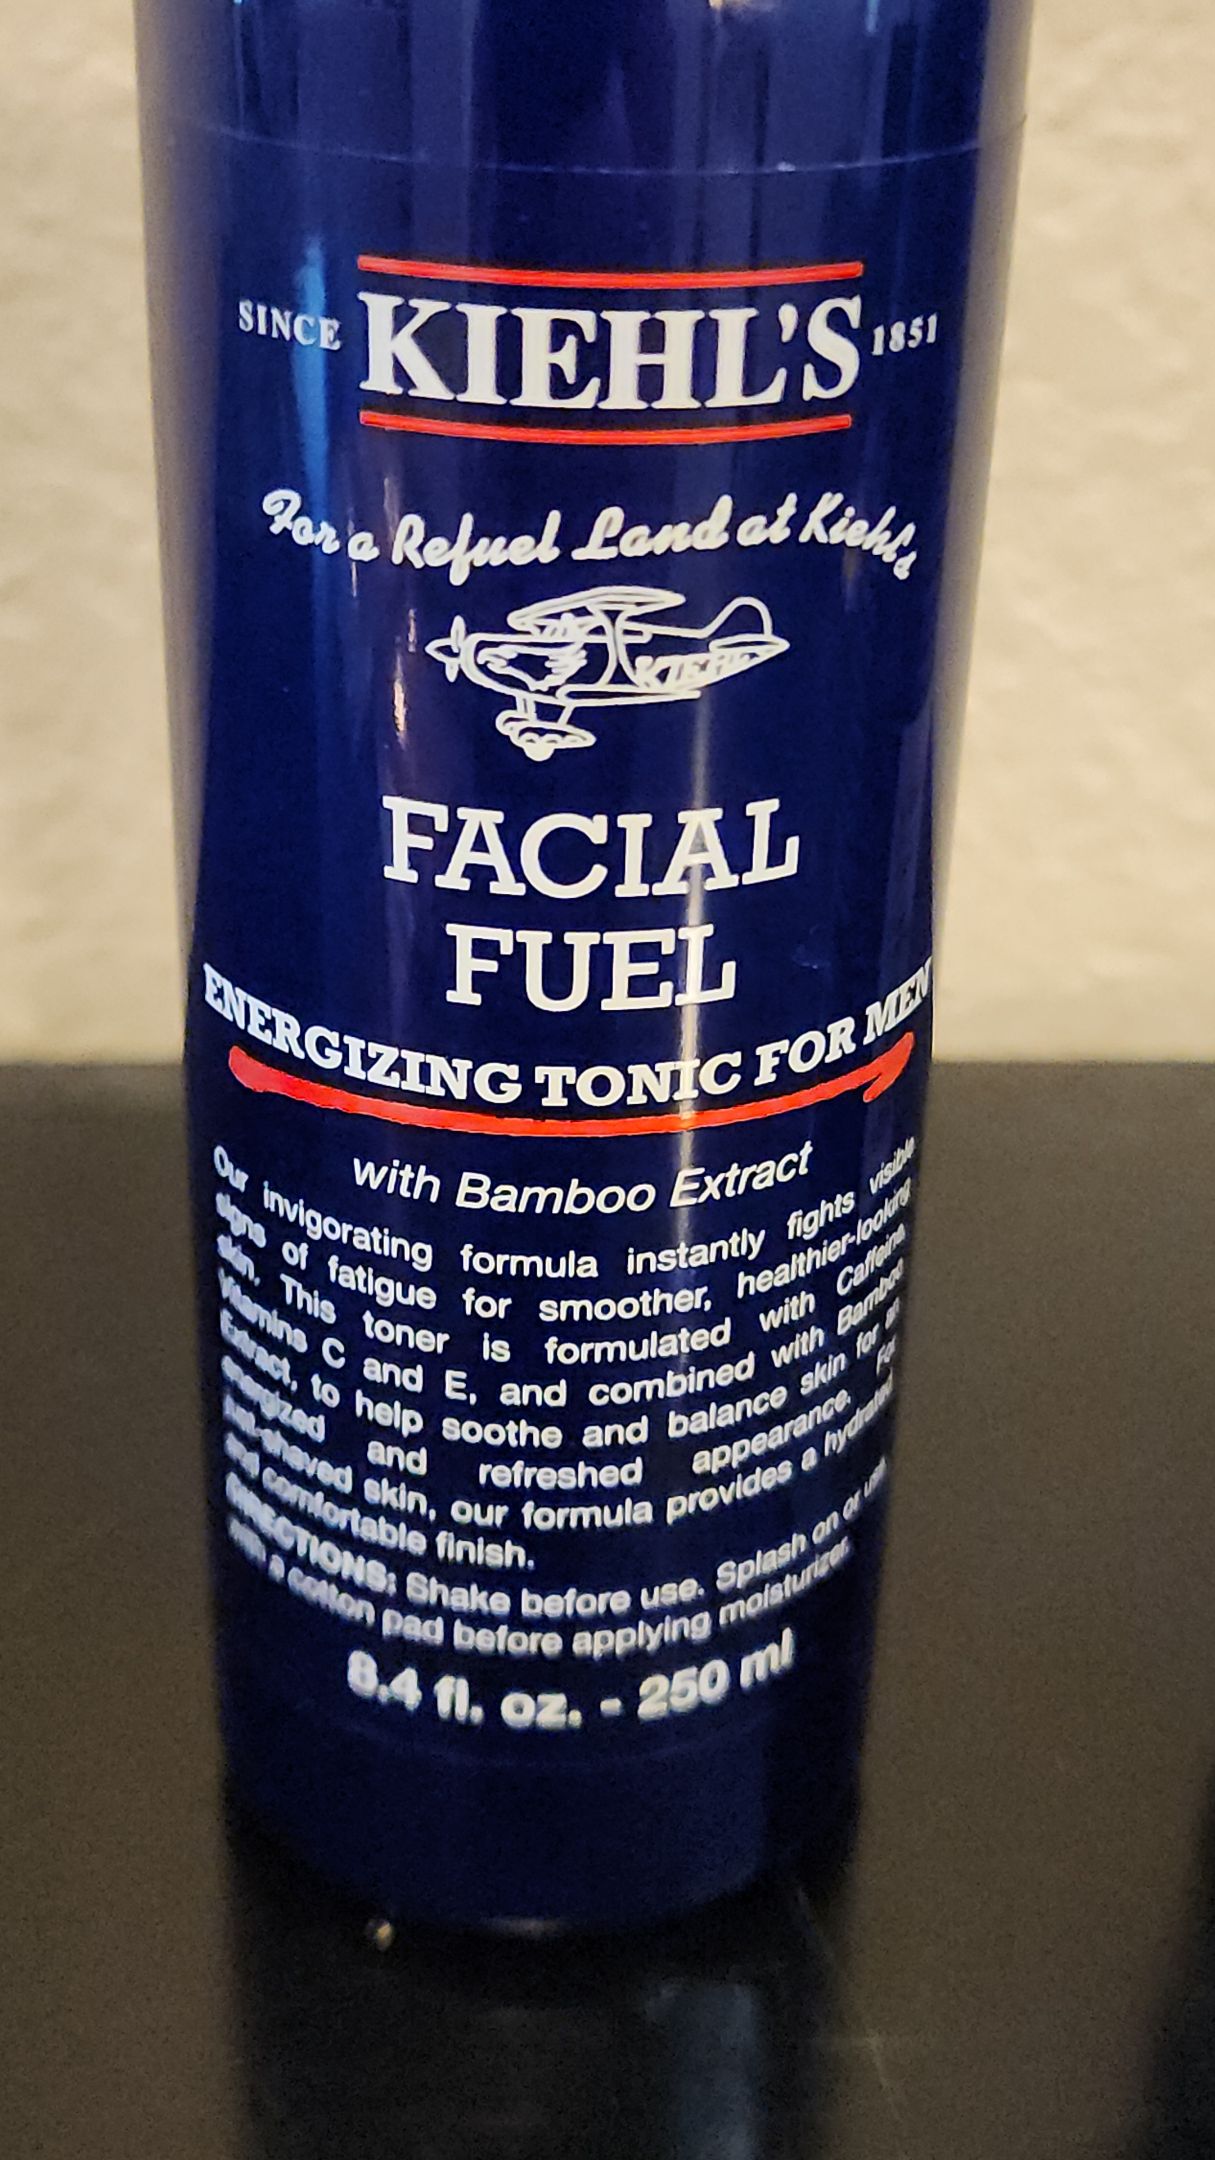 SINCE KIEHL'S 1851
For a Refuel Land at Kiehl's
KIEHL'S
FACIAL
FUEL
ENERGIZING TONIC FOR MEN
with Bamboo Extract
Our invigorating formula instantly fights visible
signs of fatigue for smoother, healthier-looking
skin. This toner is formulated with Caffeine,
Vitamins C and E, and combined with Bamboo
Extract, to help soothe and balance skin for an
energized and refreshed appearance. For
just-shaved skin, our formula provides a hydrated
and comfortable finish.
DIRECTIONS: Shake before use. Splash on or use
with a cotton pad before applying moisturizer.
8.4 fl. oz. - 250 ml